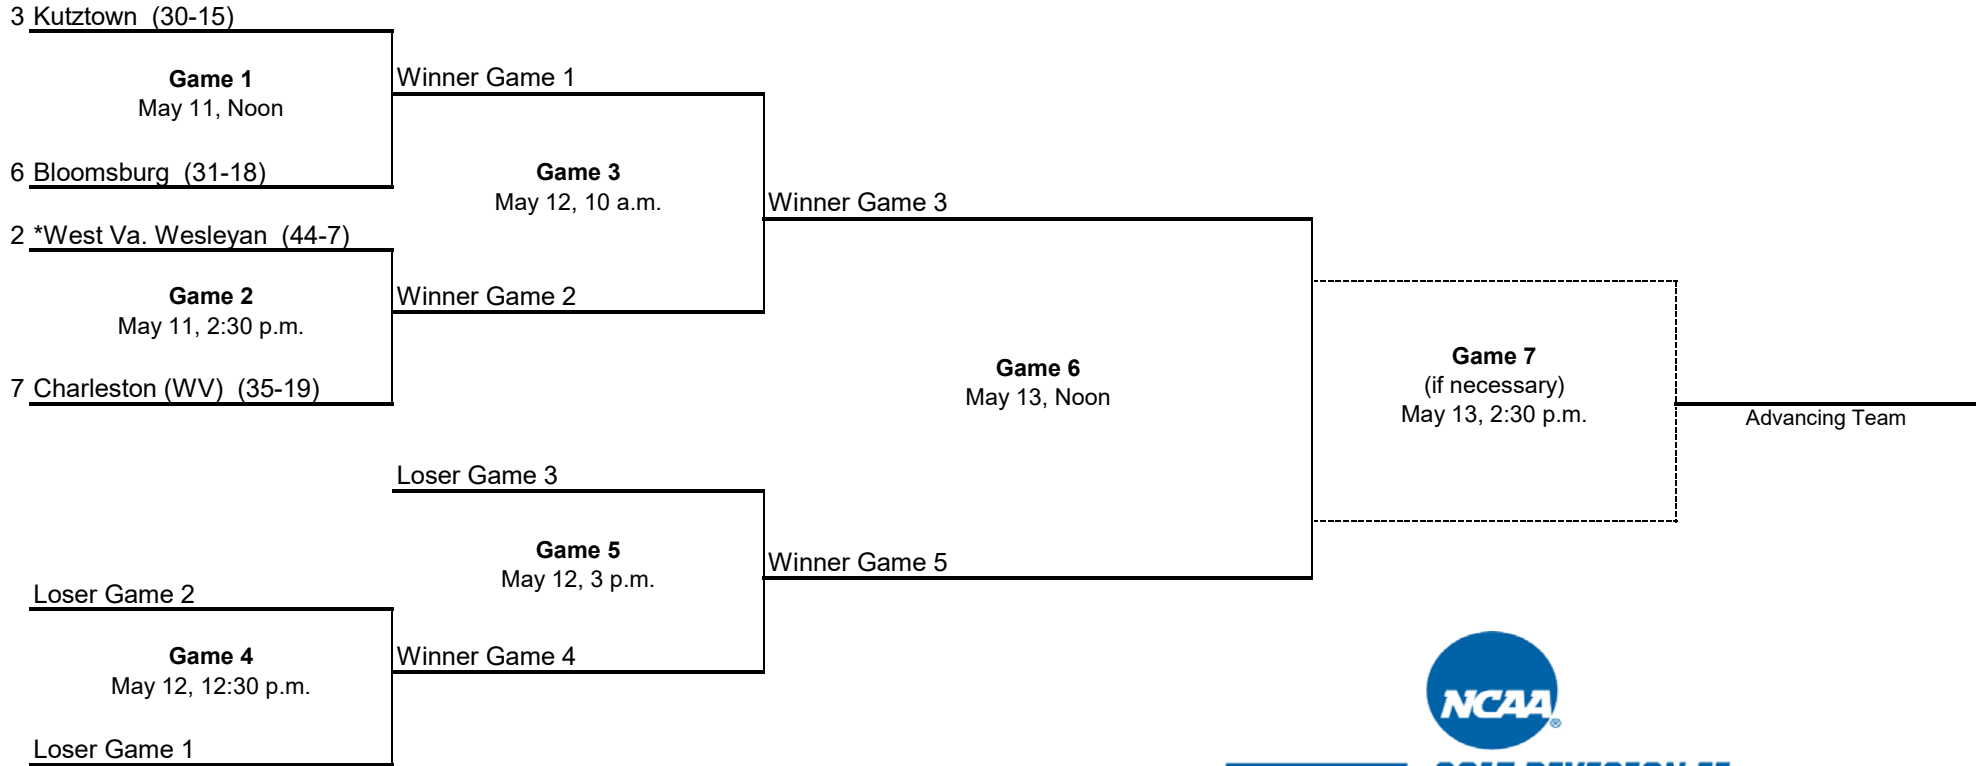 3 Kutztown (30-15)
Game 1
May 11, Noon
6 Bloomsburg (31-18)
Winner Game 1
2 *West Va. Wesleyan (44-7)
Game 2
May 11, 2:30 p.m.
7 Charleston (WV) (35-19)
Winner Game 2
Game 3
May 12, 10 a.m.
Winner Game 3
Loser Game 3
Game 5
May 12, 3 p.m.
Loser Game 2
Game 4
May 12, 12:30 p.m.
Loser Game 1
Winner Game 4
Winner Game 5
Game 6
May 13, Noon
Game 7
(if necessary)
May 13, 2:30 p.m.
Advancing Team
NCAA®
DIVISION II